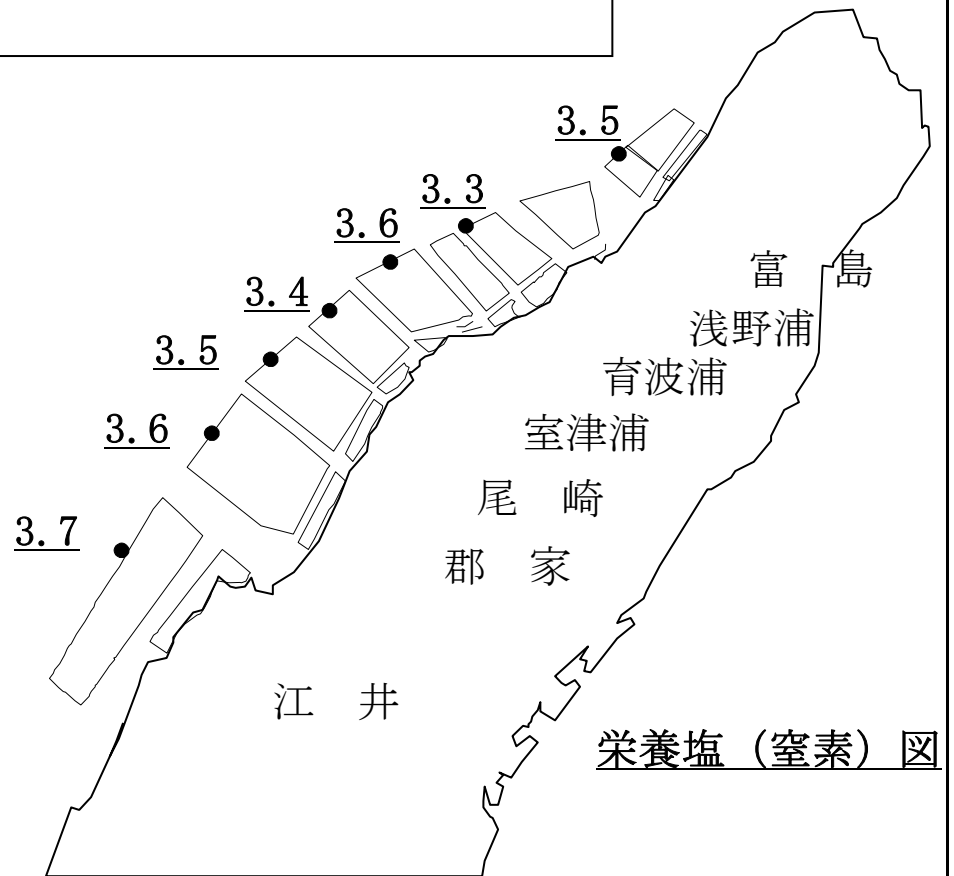 3.5
3.3
3.6
3.4
3.5
3.6
3.7
富　島
浅野浦
育波浦
室津浦
尾　崎
郡　家
江　井
栄養塩（窒素）図